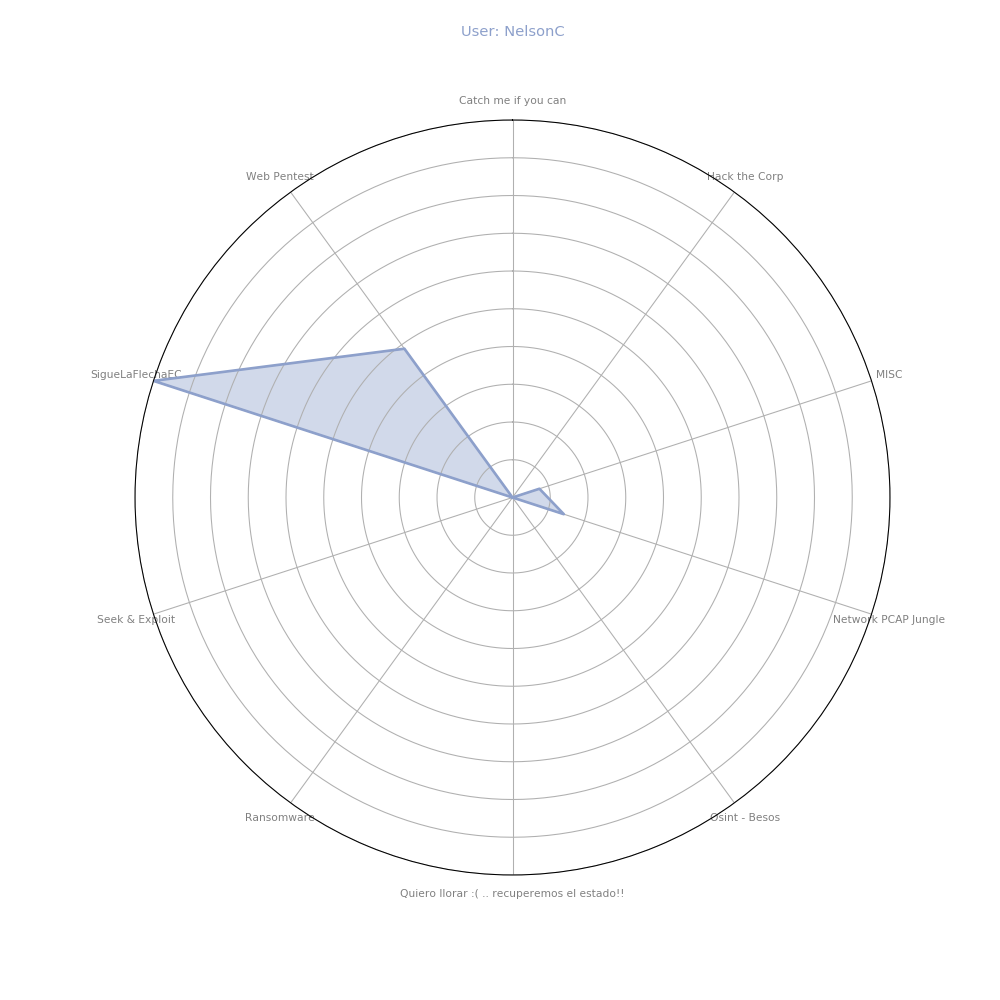 User: NelsonC
Catch me if you can
Web Pentest
Hack the Corp
SigueLaFlechaEC
MISC
Seek & Exploit
Network PCAP Jungle
Ransomware
Osint - Besos
Quiero llorar :( .. recuperemos el estado!!